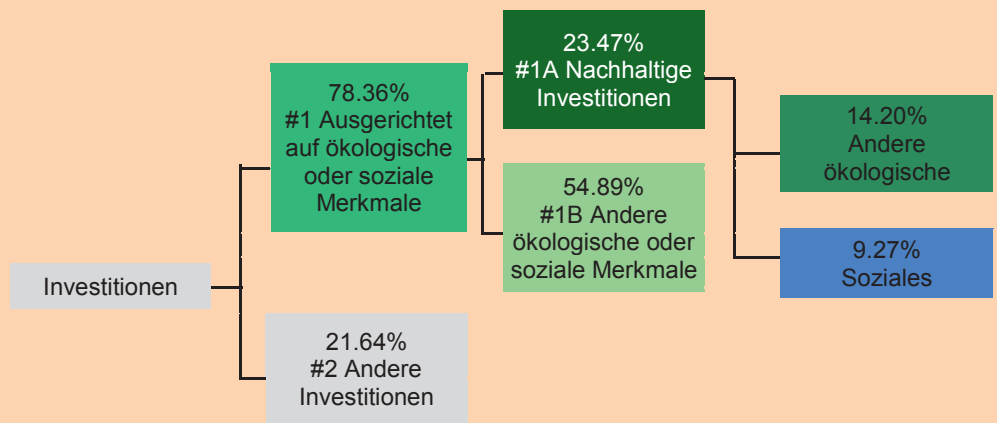 Investitionen
78.36%
#1 Ausgerichtet
auf ökologische
oder soziale
Merkmale
21.64%
#2 Andere
Investitionen
23.47%
#1A Nachhaltige
Investitionen
54.89%
#1B Andere
ökologische oder
soziale Merkmale
14.20%
Andere
ökologische
9.27%
Soziales